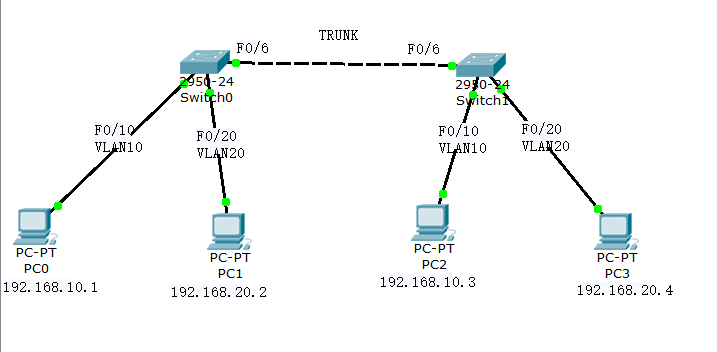 TRUNK
F0/6
F0/6
2950-24
Switch0
2950-24
Switch1
F0/10
VLAN10
F0/20
VLAN20
F0/10
VLAN10
F0/20
VLAN20
PC-PT
PC0
192.168.10.1
PC-PT
PC1
192.168.20.2
PC-PT
PC2
192.168.10.3
PC-PT
PC3
192.168.20.4